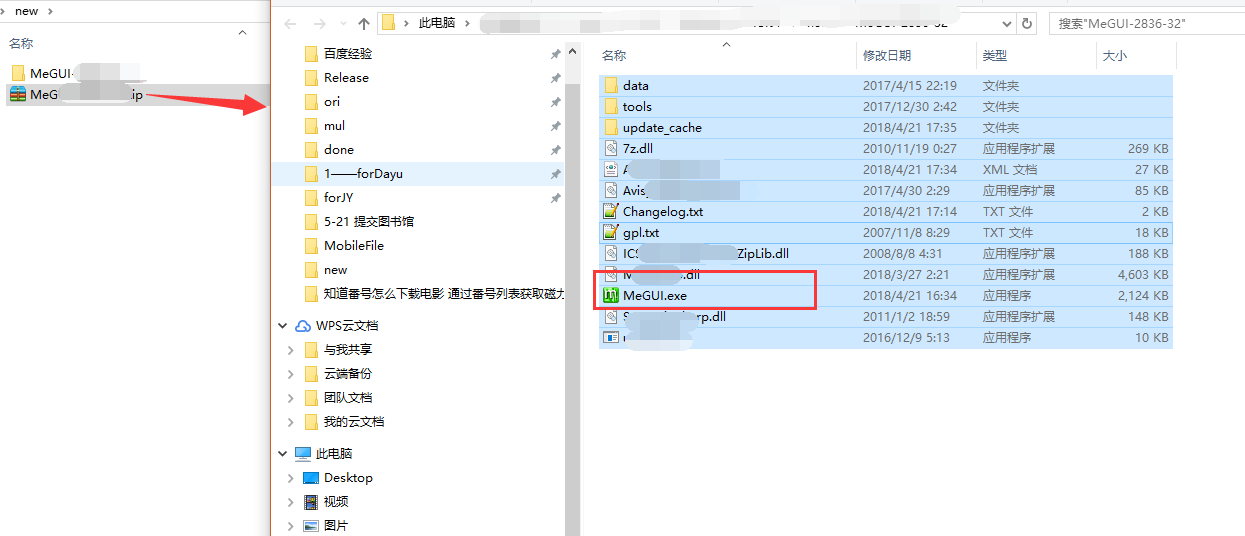 new
名称
MeGUI-
MeG
ip
此电脑
搜索"MeGUI-2836-32"
百度经验
Release
ori
mul
done
1——forDayu
forJY
5-21 提交图书馆
MobileFile
new
知道番号怎么下载电影 通过番号列表获取磁力
WPS云文档
与我共享
云端备份
团队文档
我的云文档
此电脑
Desktop
视频
图片
名称 修改日期 类型 大小
data 2017/4/15 22:19 文件夹
tools 2017/12/30 2:42 文件夹
update_cache 2018/4/21 17:35 文件夹
7z.dll 2010/11/19 0:27 应用程序扩展 269 KB
2018/4/21 17:34 XML 文档 27 KB
Avis 2017/4/30 2:29 应用程序扩展 85 KB
Changelog.txt 2018/4/21 17:14 TXT 文件 2 KB
gpl.txt 2007/11/8 8:29 TXT 文件 18 KB
ICS ZipLib.dll 2008/8/8 4:31 应用程序扩展 188 KB
.dll 2018/3/27 2:21 应用程序扩展 4,603 KB
MeGUI.exe 2018/4/21 16:34 应用程序 2,124 KB
rp.dll 2011/1/2 18:59 应用程序扩展 148 KB
2016/12/9 5:13 应用程序 10 KB